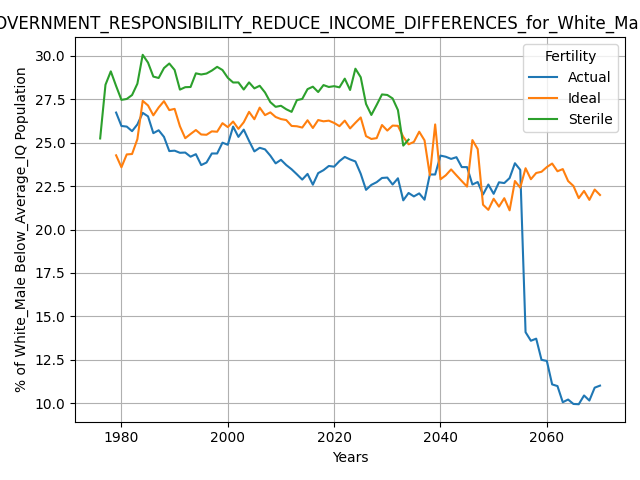 OVERNMENT_RESPONSIBILITY_REDUCE_INCOME_DIFFERENCES_for_White_Ma
Fertility
Actual
Ideal
Sterile
% of White_Male Below_Average_IQ Population
30.0
27.5
25.0
22.5
20.0
17.5
15.0
12.5
10.0
1980 2000 2020 2040 2060
Years